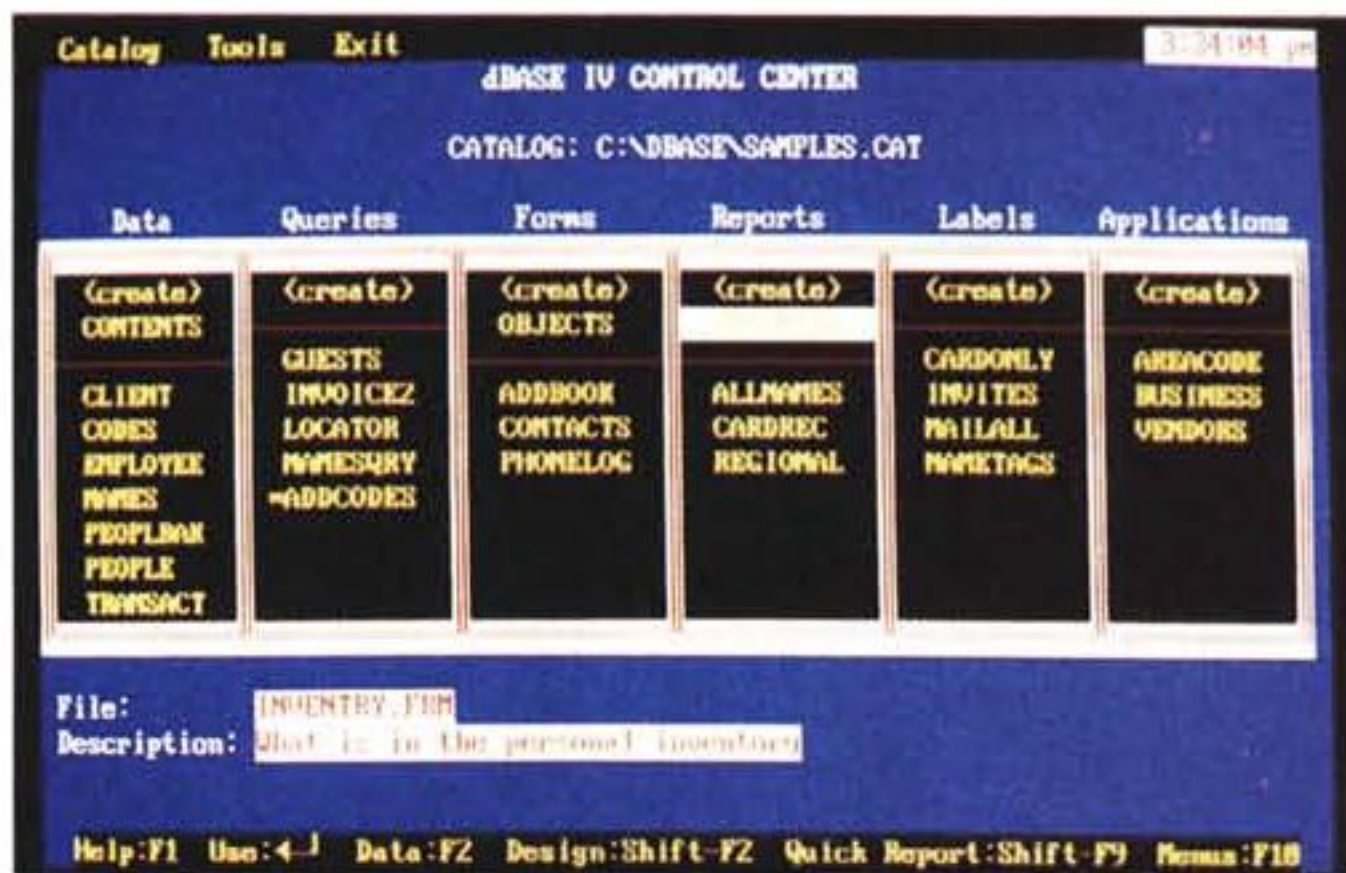 Catalog Tools Exit
dBASE IV CONTROL CENTER
CATALOG: C:\DBASE\SAMPLES.CAT
Data Queries Forms Reports Labels Applications
<create> <create> <create> <create> <create> <create>
CONTENTS OBJECTS
GUESTS CARDONLY AREACODE
CLIENT INVOICE2 ADDBOOK ALLNAMES INVITES BUSINESS
CODES LOCATOR CONTACTS CARDREC MAILALL VENDORS
EMPLOYEE NAMESQRY PHONELOG REGIONAL NAMETAGS
NAMES *ADDCODES
PEOPLBAK
PEOPLE
TRANSACT
File: INVENTRY.FRM
Description: What is in the personal inventory
Help:F1 Use:↵ Data:F2 Design:Shift-F2 Quick Report:Shift-F9 Menus:F10